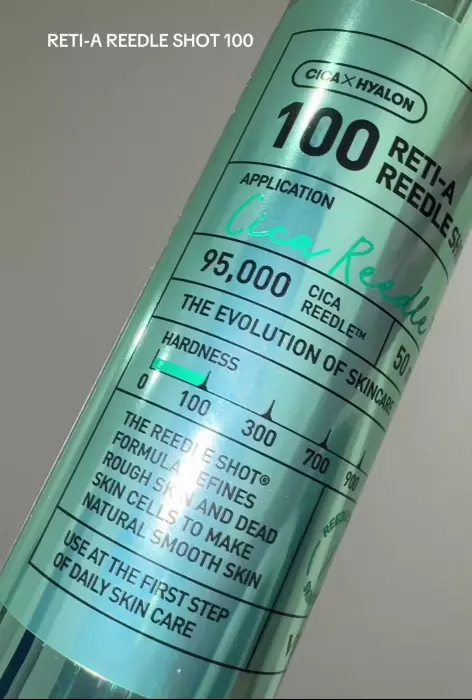 RETI-A REEDLE SHOT 100
CICA X HYALON
100 RETI-A
REEDLE
APPLICATION
Cica Reedle
95,000 CICA
REEDLE™
50
THE EVOLUTION OF SKINCARE
HARDNESS
0 100 300 700 900
THE REEDLE SHOT®
FORMULA REFINES
ROUGH SKIN AND DEAD
SKIN CELLS TO MAKE
NATURAL SMOOTH SKIN
USE AT THE FIRST STEP
OF DAILY SKIN CARE